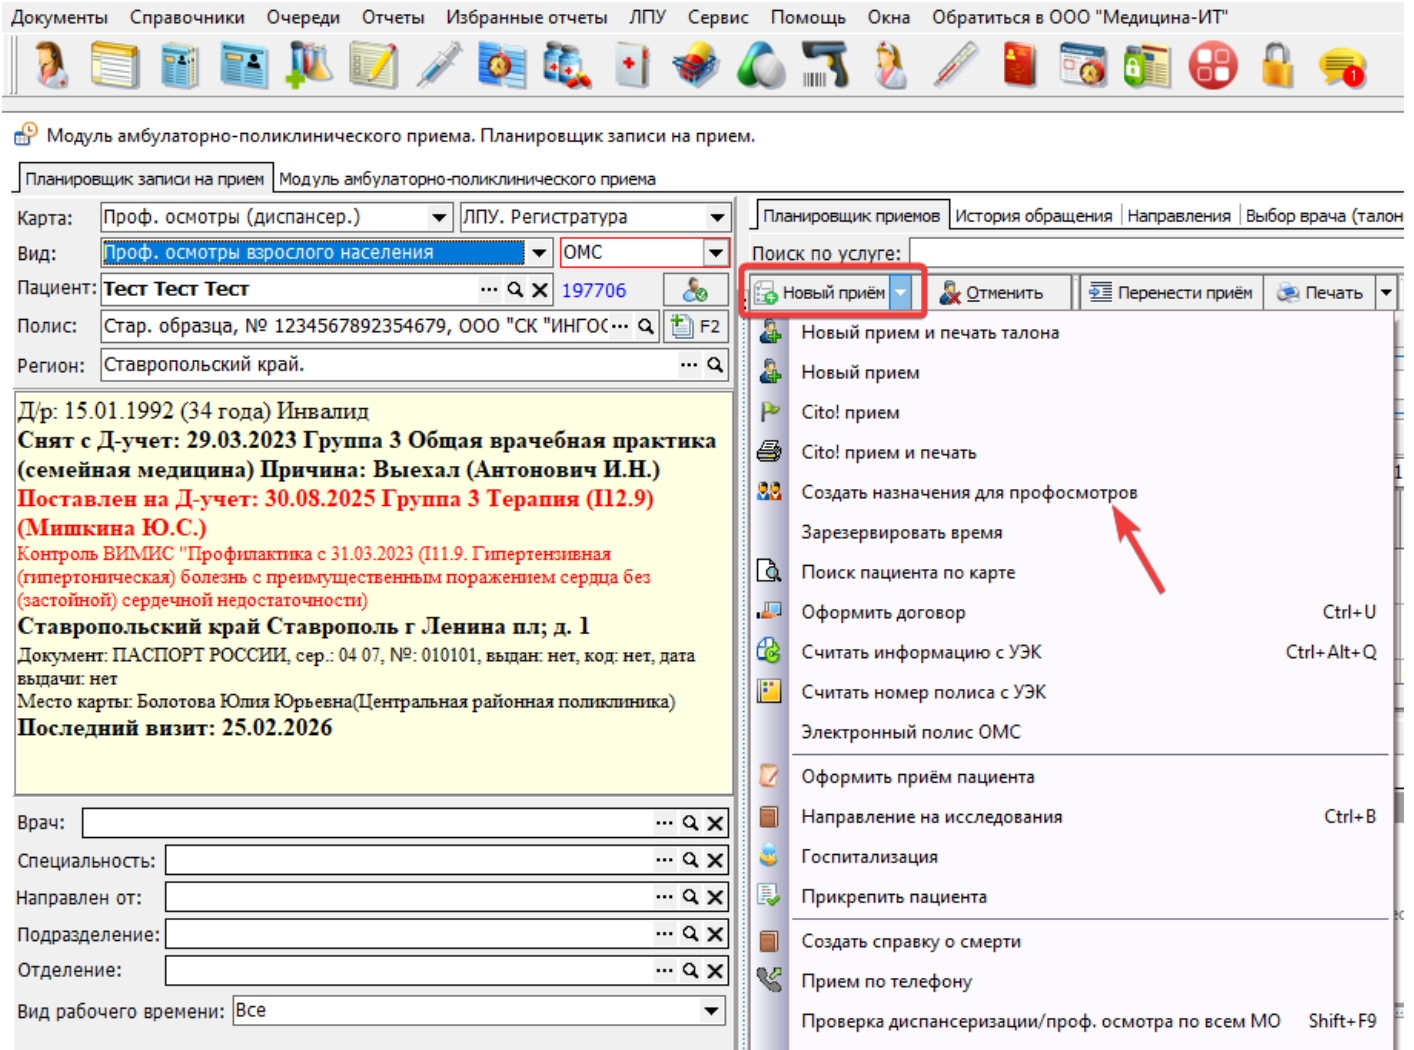 Документы Справочники Очереди Отчеты Избранные отчеты ЛПУ Сервис Помощь Окна Обратиться в ООО "Медицина-ИТ"
1
Модуль амбулаторно-поликлинического приема. Планировщик записи на прием.
Планировщик записи на прием Модуль амбулаторно-поликлинического приема
Карта: Проф. осмотры (диспансер.) ЛПУ. Регистратура
Вид: Проф. осмотры взрослого населения ОМС
Пациент: Тест Тест Тест ... 197706
Полис: Стар. образца, № 1234567892354679, ООО "СК "ИНГОС ... F2
Регион: Ставропольский край. ...
Д/р: 15.01.1992 (34 года) Инвалид
Снят с Д-учет: 29.03.2023 Группа 3 Общая врачебная практика
(семейная медицина) Причина: Выехал (Антонович И.Н.)
Поставлен на Д-учет: 30.08.2025 Группа 3 Терапия (I12.9)
(Мишкина Ю.С.)
Контроль ВИМИС "Профилактика с 31.03.2023 (I11.9. Гипертензивная
(гипертоническая) болезнь с преимущественным поражением сердца без
(застойной) сердечной недостаточности)
Ставропольский край Ставрополь г Ленина пл; д. 1
Документ: ПАСПОРТ РОССИИ, сер.: 04 07, №: 010101, выдан: нет, код: нет, дата
выдачи: нет
Место карты: Болотова Юлия Юрьевна(Центральная районная поликлиника)
Последний визит: 25.02.2026
Врач: ...
Специальность: ...
Направлен от: ...
Подразделение: ...
Отделение: ...
Вид рабочего времени: Все
Планировщик приемов История обращения Направления Выбор врача (талон
Поиск по услуге:
Новый приём Отменить Перенести приём Печать
Новый прием и печать талона
Новый прием
Cito! прием
Cito! прием и печать
Создать назначения для профосмотров
Зарезервировать время
Поиск пациента по карте
Оформить договор Ctrl+U
Считать информацию с УЭК Ctrl+Alt+Q
Считать номер полиса с УЭК
Электронный полис ОМС
Оформить приём пациента
Направление на исследования Ctrl+B
Госпитализация
Прикрепить пациента
Создать справку о смерти
Прием по телефону
Проверка диспансеризации/проф. осмотра по всем МО Shift+F9